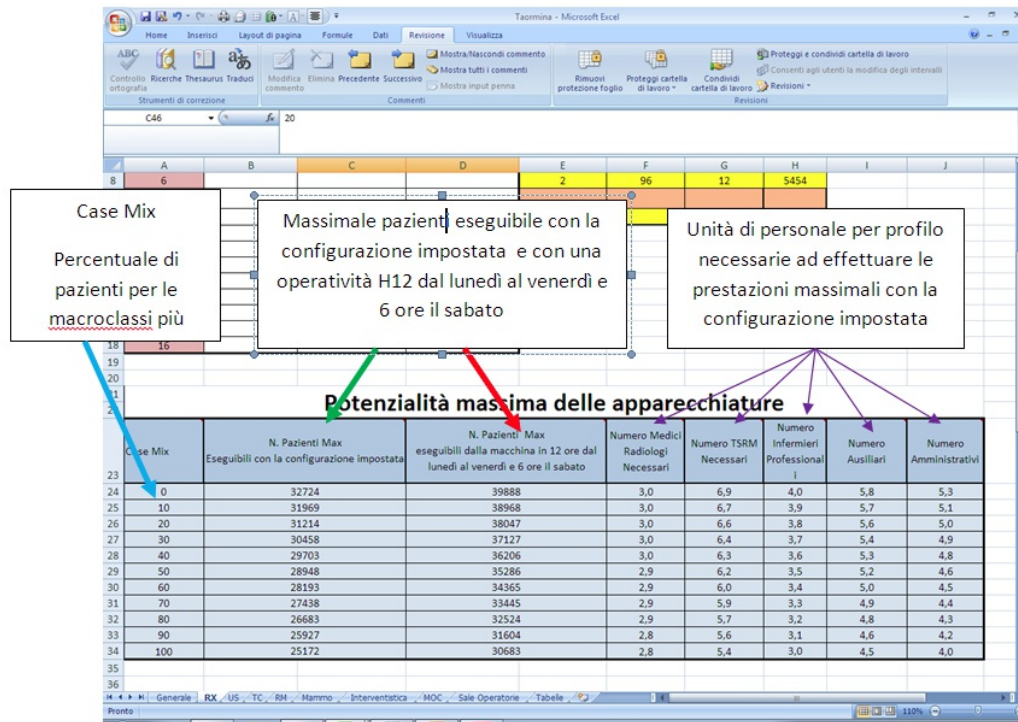 Taormina - Microsoft Excel
Home Inserisci Layout di pagina Formule Dati Revisione Visualizza
ABC
Controllo ortografia Ricerche Thesaurus Traduci
Modifica commento Elimina Precedente Successivo
Mostra/Nascondi commento
Mostra tutti i commenti
Mostra input penna
Rimuovi protezione foglio Proteggi cartella di lavoro Condividi cartella di lavoro
Proteggi e condividi cartella di lavoro
Consenti agli utenti la modifica degli intervalli
Revisioni
Strumenti di correzione Commenti Revisioni
C46 fx 20
A B C D E F G H I J
8 6 2 96 12 5454
Case Mix
Percentuale di
pazienti per le
macroclassi più
Massimale pazienti eseguibile con la
configurazione impostata e con una
operatività H12 dal lunedì al venerdì e
6 ore il sabato
Unità di personale per profilo
necessarie ad effettuare le
prestazioni massimali con la
configurazione impostata
18 16
19
20
21
Potenzialità massima delle apparecchiature
23
Case Mix
N. Pazienti Max
Eseguibili con la configurazione impostata
N. Pazienti Max
eseguibili dalla macchina in 12 ore dal
lunedì al venerdì e 6 ore il sabato
Numero Medici
Radiologi
Necessari
Numero TSRM
Necessari
Numero
Infermieri
Professional
i
Numero
Ausiliari
Numero
Amministrativi
24 0 32724 39888 3,0 6,9 4,0 5,8 5,3
25 10 31969 38968 3,0 6,7 3,9 5,7 5,1
26 20 31214 38047 3,0 6,6 3,8 5,6 5,0
27 30 30458 37127 3,0 6,4 3,7 5,4 4,9
28 40 29703 36206 3,0 6,3 3,6 5,3 4,8
29 50 28948 35286 2,9 6,2 3,5 5,2 4,6
30 60 28193 34365 2,9 6,0 3,4 5,0 4,5
31 70 27438 33445 2,9 5,9 3,3 4,9 4,4
32 80 26683 32524 2,9 5,7 3,2 4,8 4,3
33 90 25927 31604 2,8 5,6 3,1 4,6 4,2
34 100 25172 30683 2,8 5,4 3,0 4,5 4,0
35
36
Generale RX US TC RM Mammo Interventistica MOC Sale Operatorie Tabelle
Pronto 110%